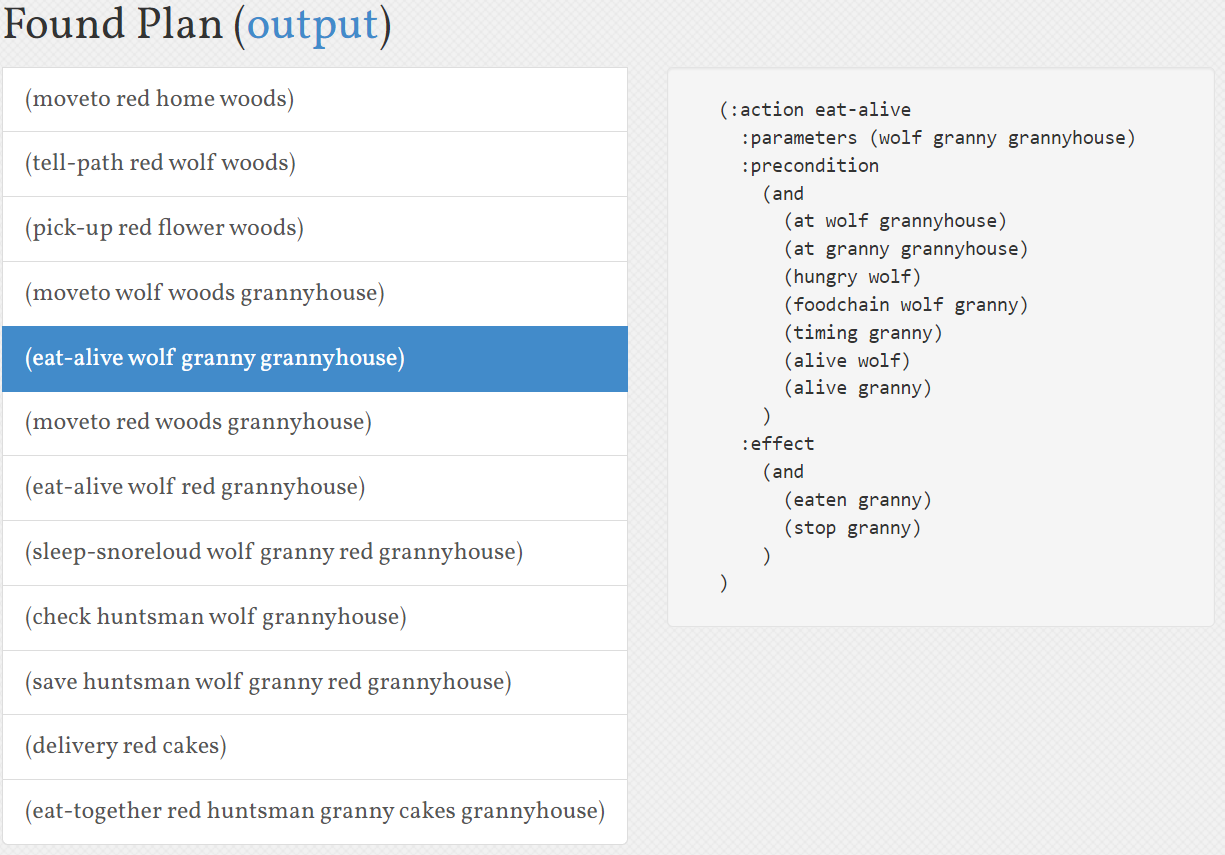 Found Plan (output)
(moveto red home woods)
(tell-path red wolf woods)
(pick-up red flower woods)
(moveto wolf woods grannyhouse)
(eat-alive wolf granny grannyhouse)
(moveto red woods grannyhouse)
(eat-alive wolf red grannyhouse)
(sleep-snoreloud wolf granny red grannyhouse)
(check huntsman wolf grannyhouse)
(save huntsman wolf granny red grannyhouse)
(delivery red cakes)
(eat-together red huntsman granny cakes grannyhouse)
(:action eat-alive
:parameters (wolf granny grannyhouse)
:precondition
(and
(at wolf grannyhouse)
(at granny grannyhouse)
(hungry wolf)
(foodchain wolf granny)
(timing granny)
(alive wolf)
(alive granny)
)
:effect
(and
(eaten granny)
(stop granny)
)
)